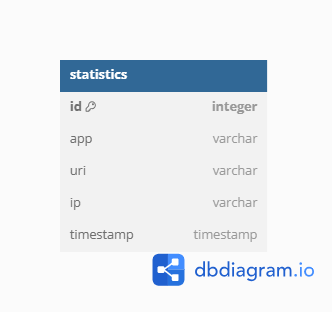 statistics
id integer
app varchar
uri varchar
ip varchar
timestamp timestamp
dbdiagram.io